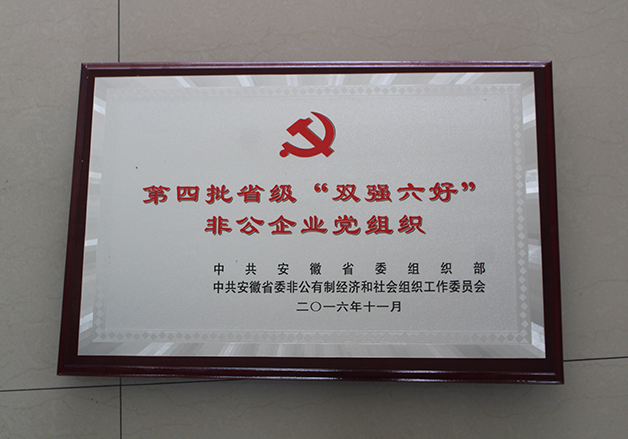 第四批省级“双强六好”
非公企业党组织
中共安徽省委组织部
中共安徽省委非公有制经济和社会组织工作委员会
二〇一六年十一月